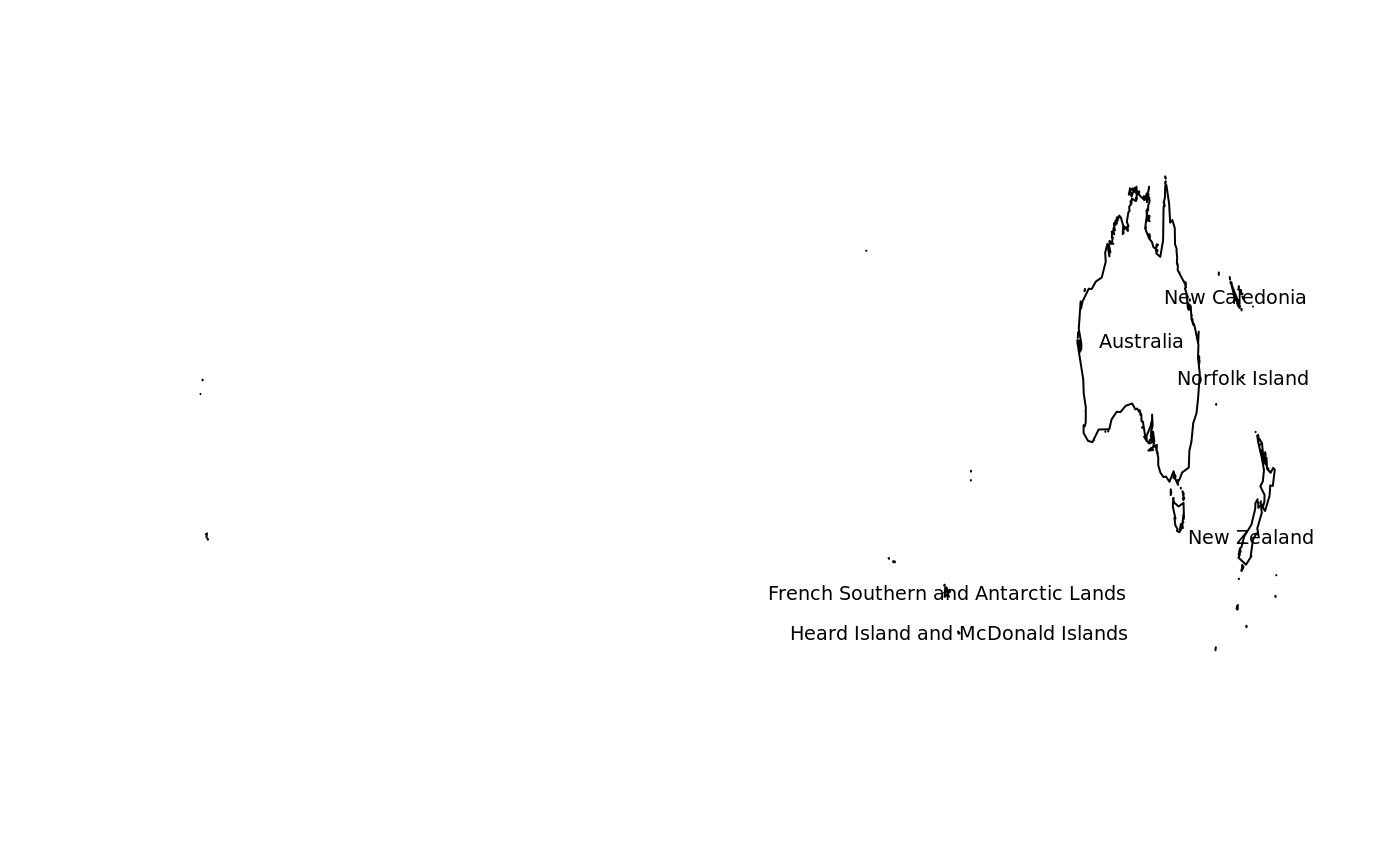 New Caledonia
Australia
Norfolk Island
New Zealand
French Southern and Antarctic Lands
Heard Island and McDonald Islands